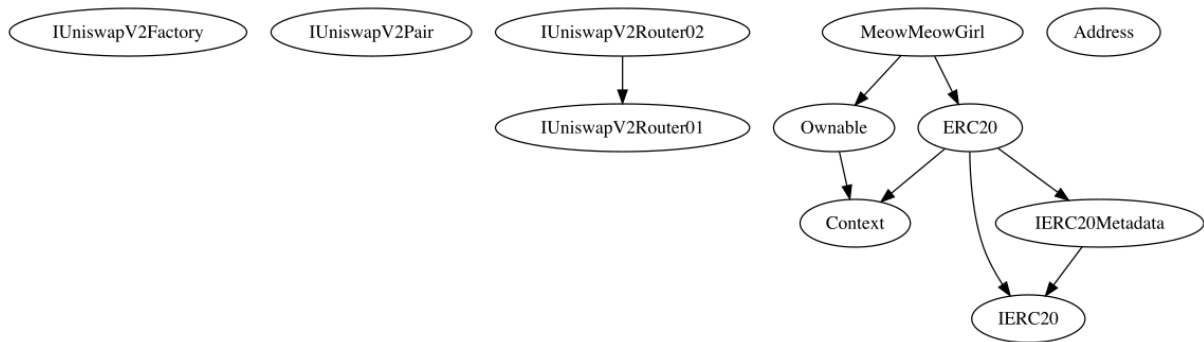 IUniswapV2Factory
IUniswapV2Pair
IUniswapV2Router02
MeowMeowGirl
Address
IUniswapV2Router01
Ownable
ERC20
Context
IERC20Metadata
IERC20